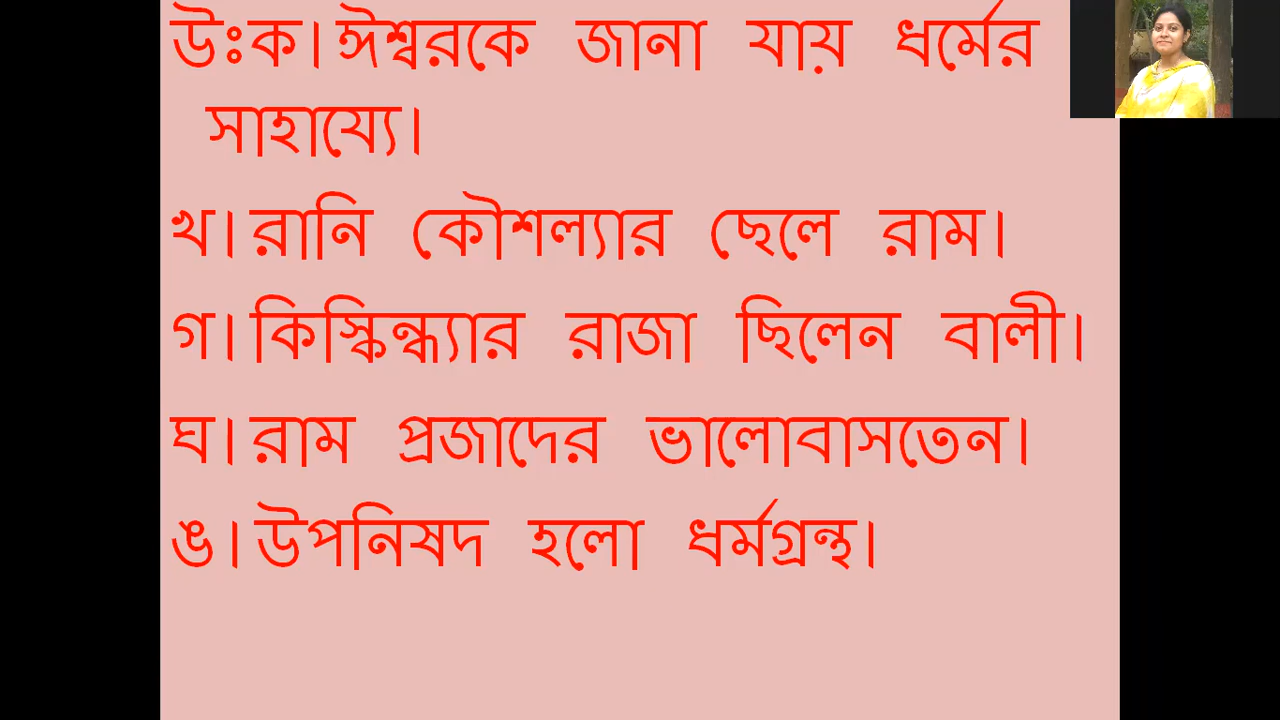 উঃক। ঈশ্বরকে জানা যায় ধর্মের
সাহায্যে।
খ। রানি কৌশল্যার ছেলে রাম।
গ। কিস্কিন্ধ্যার রাজা ছিলেন বালী।
ঘ। রাম প্রজাদের ভালোবাসতেন।
ঙ। উপনিষদ হলো ধর্মগ্রন্থ।